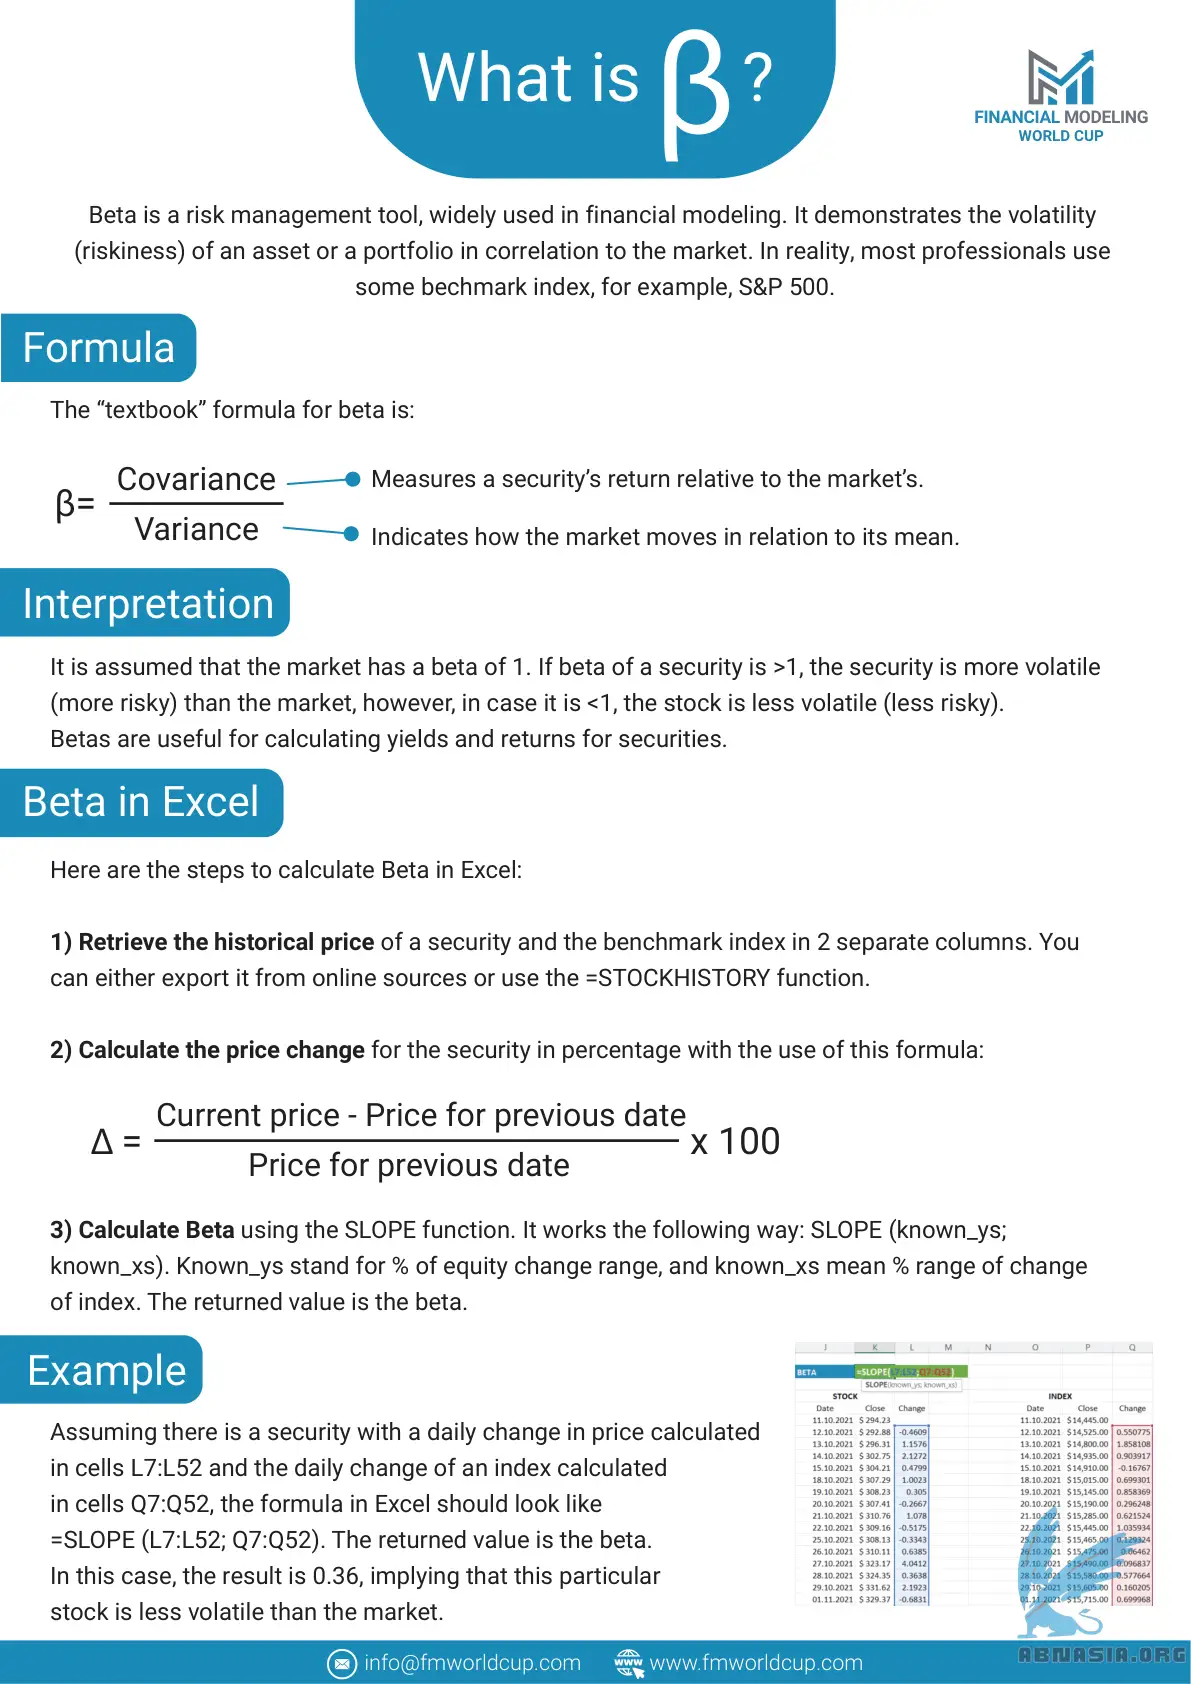 What is β ?
FINANCIAL MODELING
WORLD CUP
Beta is a risk management tool, widely used in financial modeling. It demonstrates the volatility
(riskiness) of an asset or a portfolio in correlation to the market. In reality, most professionals use
some bechmark index, for example, S&P 500.
Formula
The “textbook” formula for beta is:
β=
Covariance
Variance
Measures a security’s return relative to the market’s.
Indicates how the market moves in relation to its mean.
Interpretation
It is assumed that the market has a beta of 1. If beta of a security is >1, the security is more volatile
(more risky) than the market, however, in case it is <1, the stock is less volatile (less risky).
Betas are useful for calculating yields and returns for securities.
Beta in Excel
Here are the steps to calculate Beta in Excel:
1) Retrieve the historical price of a security and the benchmark index in 2 separate columns. You
can either export it from online sources or use the =STOCKHISTORY function.
2) Calculate the price change for the security in percentage with the use of this formula:
Current price - Price for previous date
Δ = x 100
Price for previous date
3) Calculate Beta using the SLOPE function. It works the following way: SLOPE (known_ys;
known_xs). Known_ys stand for % of equity change range, and known_xs mean % range of change
of index. The returned value is the beta.
Example
Assuming there is a security with a daily change in price calculated
in cells L7:L52 and the daily change of an index calculated
in cells Q7:Q52, the formula in Excel should look like
=SLOPE (L7:L52; Q7:Q52). The returned value is the beta.
In this case, the result is 0.36, implying that this particular
stock is less volatile than the market.
J K L M N O P Q
BETA =SLOPE(L7:L52;Q7:Q52)
SLOPE(known_ys; known_xs)
STOCK INDEX
Date Close Change Date Close Change
11.10.2021 $ 294.23 11.10.2021 $14,445.00
12.10.2021 $ 292.88 -0.4609 12.10.2021 $14,525.00 0.550775
13.10.2021 $ 296.31 1.1576 13.10.2021 $14,800.00 1.858108
14.10.2021 $ 302.75 2.1272 14.10.2021 $14,935.00 0.903917
15.10.2021 $ 304.21 0.4799 15.10.2021 $14,910.00 -0.16767
18.10.2021 $ 307.29 1.0023 18.10.2021 $15,015.00 0.699301
19.10.2021 $ 308.23 0.305 19.10.2021 $15,145.00 0.858369
20.10.2021 $ 307.41 -0.2667 20.10.2021 $15,190.00 0.296248
21.10.2021 $ 310.76 1.078 21.10.2021 $15,285.00 0.621524
22.10.2021 $ 309.16 -0.5175 22.10.2021 $15,445.00 1.035934
25.10.2021 $ 308.13 -0.3343 25.10.2021 $15,465.00 0.129324
26.10.2021 $ 310.11 0.6385 26.10.2021 $15,475.00 0.06462
27.10.2021 $ 323.17 4.0412 27.10.2021 $15,490.00 0.096837
28.10.2021 $ 324.35 0.3638 28.10.2021 $15,580.00 0.577664
29.10.2021 $ 331.62 2.1923 29.10.2021 $15,605.00 0.160205
01.11.2021 $ 329.37 -0.6831 01.11.2021 $15,715.00 0.699968
info@fmworldcup.com www.fmworldcup.com
ABNASIA.ORG